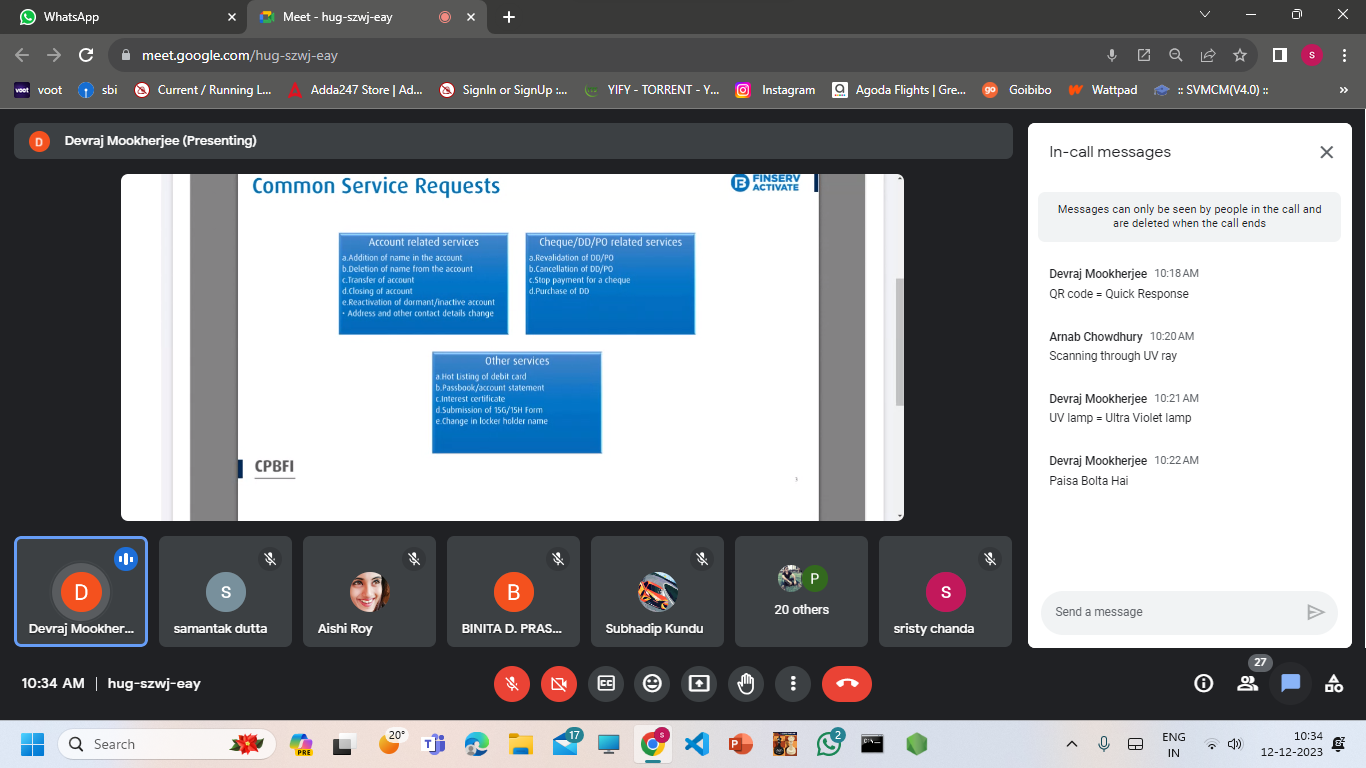 WhatsApp
Meet - hug-szwj-eay
meet.google.com/hug-szwj-eay
voot
sbi
Current / Running L...
Adda247 Store | Ad...
SignIn or SignUp :...
YIFY - TORRENT - Y...
Instagram
Agoda Flights | Gre...
Goibibo
Wattpad
:: SVMCM(V4.0) ::
»
D
Devraj Mookherjee (Presenting)
Common Service Requests
B FINSERV
ACTIVATE
Account related services
a.Addition of name in the account
b.Deletion of name from the account
c.Transfer of account
d.Closing of account
e.Reactivation of dormant/inactive account
• Address and other contact details change
Cheque/DD/PO related services
a.Revalidation of DD/PO
b.Cancellation of DD/PO
c.Stop payment for a cheque
d.Purchase of DD
Other services
a.Hot Listing of debit card
b.Passbook/account statement
c.Interest certificate
d.Submission of 15G/15H Form
e.Change in locker holder name
CPBFI
In-call messages
Messages can only be seen by people in the call and
are deleted when the call ends
Devraj Mookherjee 10:18 AM
QR code = Quick Response
Arnab Chowdhury 10:20 AM
Scanning through UV ray
Devraj Mookherjee 10:21 AM
UV lamp = Ultra Violet lamp
Devraj Mookherjee 10:22 AM
Paisa Bolta Hai
Send a message
D
Devraj Mookher...
s
samantak dutta
Aishi Roy
B
BINITA D. PRAS...
Subhadip Kundu
P
20 others
s
sristy chanda
10:34 AM | hug-szwj-eay
27
Search
PRE
20°
17
2
ENG
IN
10:34
12-12-2023